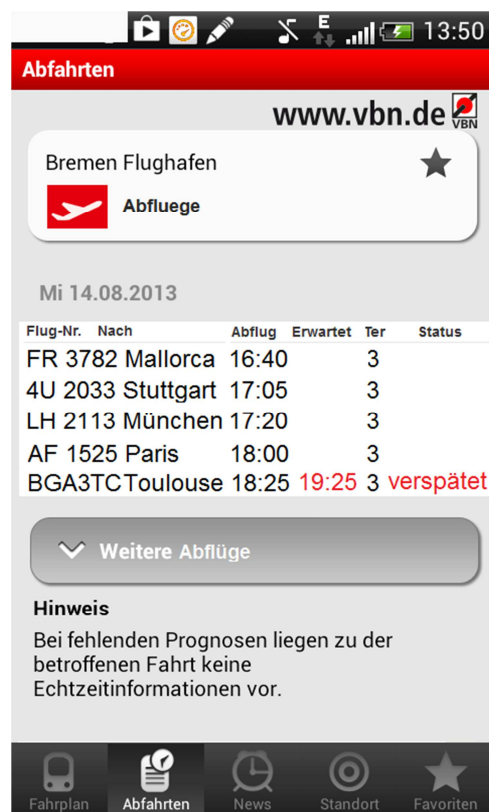 E 13:50
Abfahrten
www.vbn.de VBN
Bremen Flughafen
Abfluege
Mi 14.08.2013
Flug-Nr. Nach Abflug Erwartet Ter Status
FR 3782 Mallorca 16:40 3
4U 2033 Stuttgart 17:05 3
LH 2113 München 17:20 3
AF 1525 Paris 18:00 3
BGA3TC Toulouse 18:25 19:25 3 verspätet
Weitere Abflüge
Hinweis
Bei fehlenden Prognosen liegen zu der
betroffenen Fahrt keine
Echtzeitinformationen vor.
Fahrplan Abfahrten News Standort Favoriten